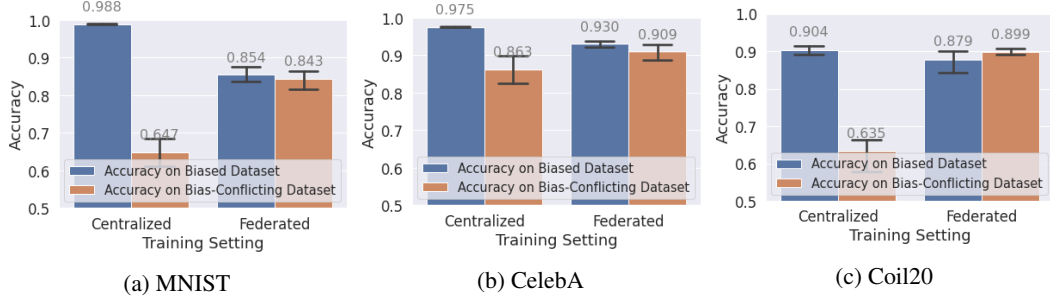 0.988
0.854
0.843
0.647
1.0
0.9
0.8
0.7
0.6
0.5
Accuracy
Accuracy on Biased Dataset
Accuracy on Bias-Conflicting Dataset
Centralized
Federated
Training Setting
(a) MNIST
0.975
0.863
0.930
0.909
1.0
0.9
0.8
0.7
0.6
0.5
Accuracy
Accuracy on Biased Dataset
Accuracy on Bias-Conflicting Dataset
Centralized
Federated
Training Setting
(b) CelebA
0.904
0.635
0.879
0.899
1.0
0.9
0.8
0.7
0.6
0.5
Accuracy
Accuracy on Biased Dataset
Accuracy on Bias-Conflicting Dataset
Centralized
Federated
Training Setting
(c) Coil20